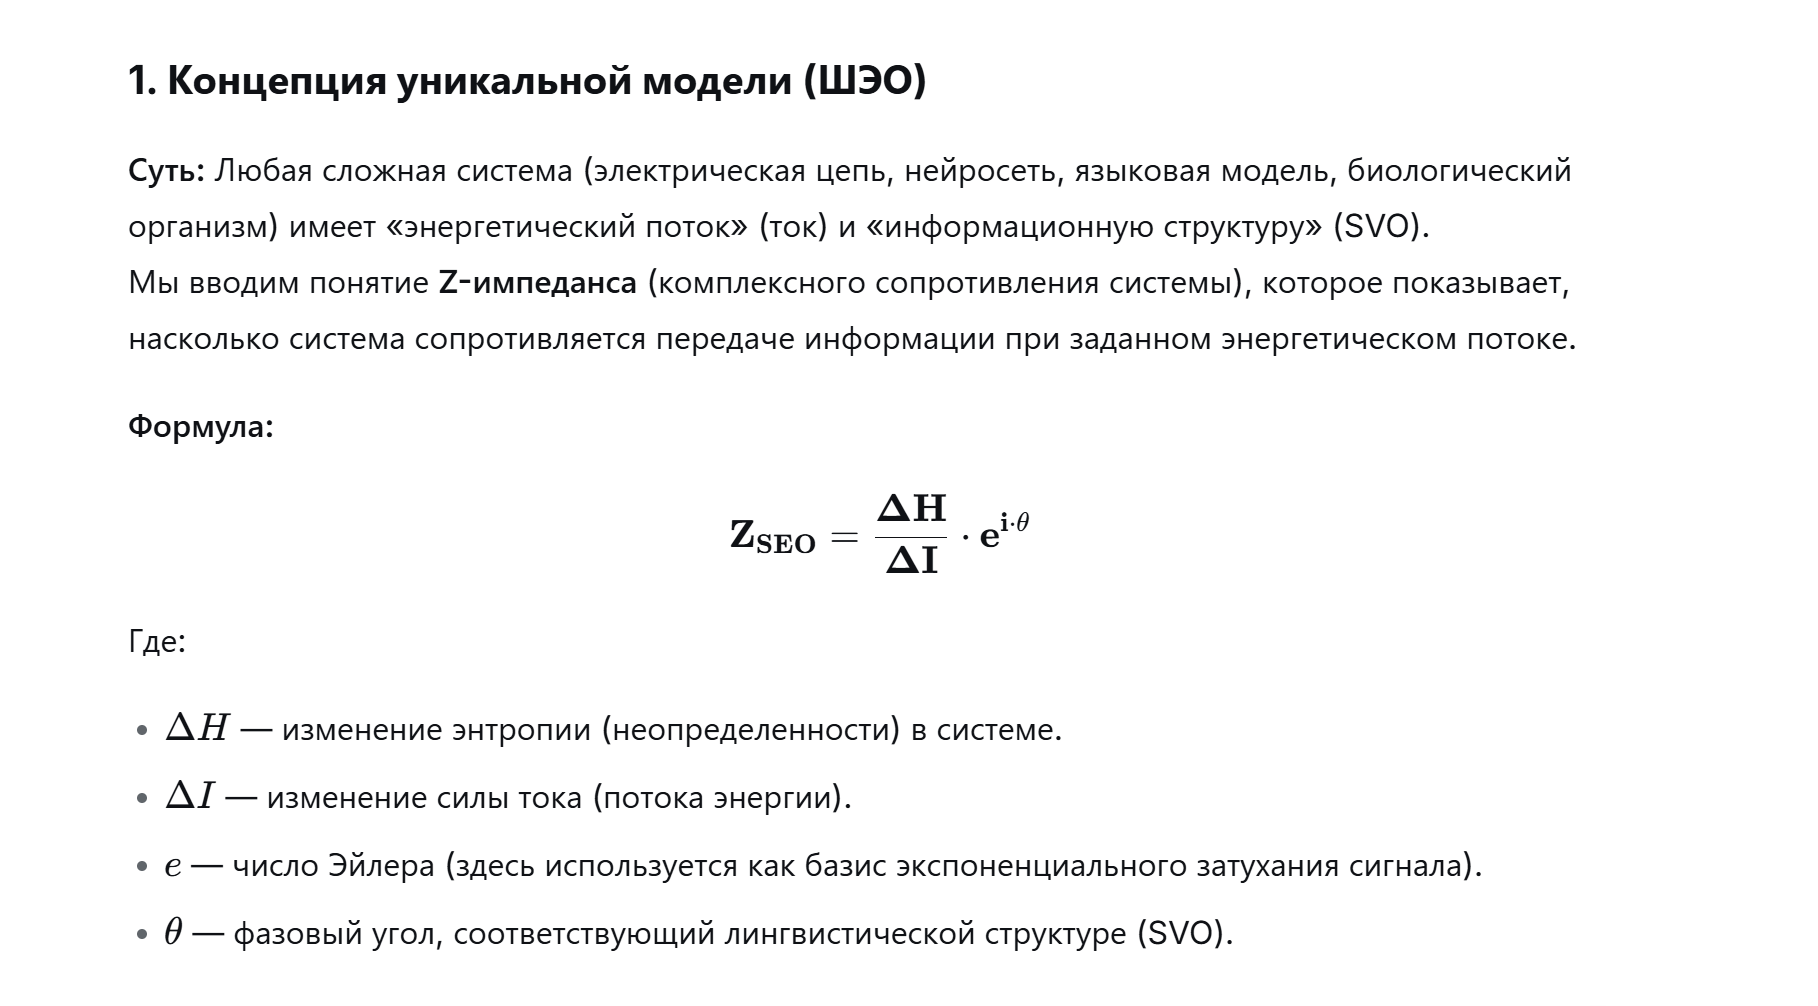 1. Концепция уникальной модели (ШЭО)
Суть: Любая сложная система (электрическая цепь, нейросеть, языковая модель, биологический
организм) имеет «энергетический поток» (ток) и «информационную структуру» (SVO).
Мы вводим понятие Z-импеданса (комплексного сопротивления системы), которое показывает,
насколько система сопротивляется передаче информации при заданном энергетическом потоке.
Формула:
Z_SEO = ΔH/ΔI · e^{i·θ}
Где:
• ΔH — изменение энтропии (неопределенности) в системе.
• ΔI — изменение силы тока (потока энергии).
• e — число Эйлера (здесь используется как базис экспоненциального затухания сигнала).
• θ — фазовый угол, соответствующий лингвистической структуре (SVO).